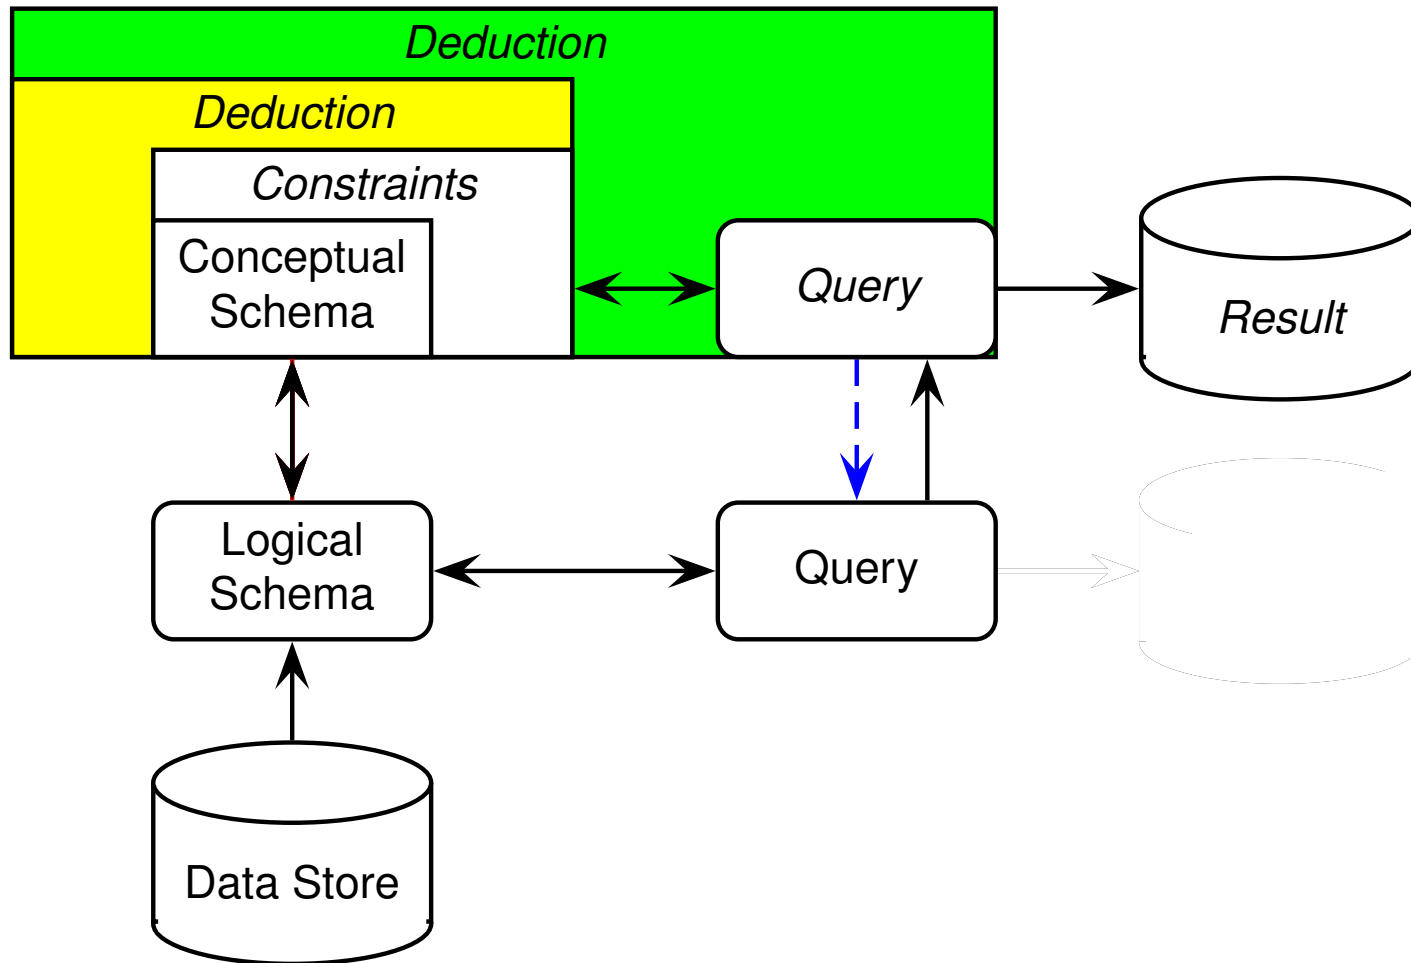 Deduction
Deduction
Constraints
Conceptual
Schema
Query
Result
Logical
Schema
Query
Data Store